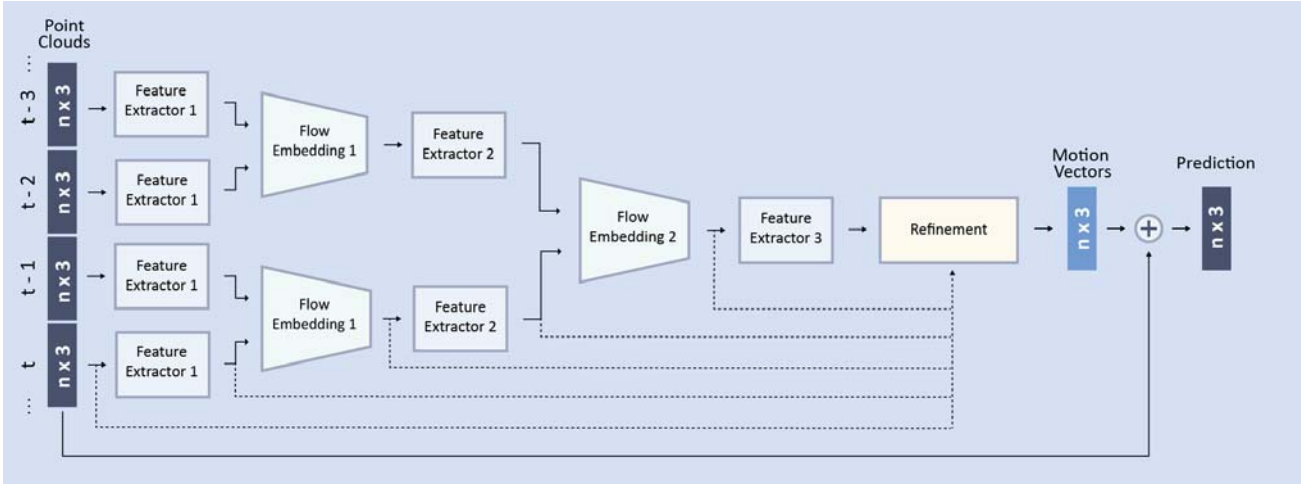 Point
Clouds
....
t - 3
n x 3
Feature
Extractor 1
Flow
Embedding 1
Feature
Extractor 2
t-2
n x 3
Feature
Extractor 1
Flow
Embedding 2
Feature
Extractor 3
Refinement
Motion
Vectors
n x 3
+
Prediction
n x 3
t-1
n x 3
Feature
Extractor 1
Flow
Embedding 1
Feature
Extractor 2
t
n x 3
Feature
Extractor 1
...